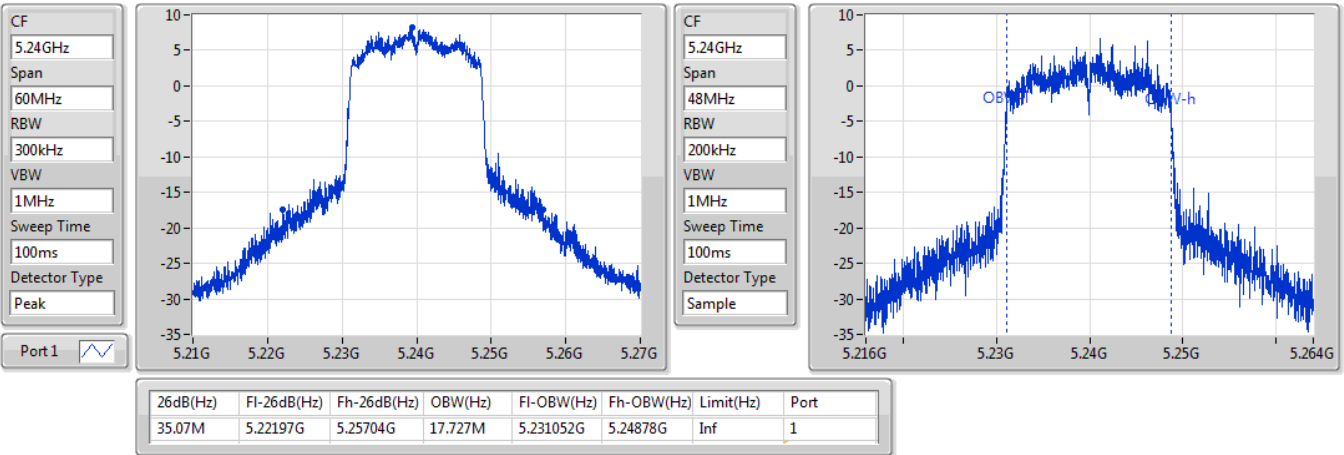 CF
5.24GHz
Span
60MHz
RBW
300kHz
VBW
1MHz
Sweep Time
100ms
Detector Type
Peak
Port 1
10
5
0
-5
-10
-15
-20
-25
-30
-35
5.21G 5.22G 5.23G 5.24G 5.25G 5.26G 5.27G
CF
5.24GHz
Span
48MHz
RBW
200kHz
VBW
1MHz
Sweep Time
100ms
Detector Type
Sample
10
5
0
-5
-10
-15
-20
-25
-30
-35
5.216G 5.23G 5.24G 5.25G 5.264G
26dB(Hz) Fl-26dB(Hz) Fh-26dB(Hz) OBW(Hz) Fl-OBW(Hz) Fh-OBW(Hz) Limit(Hz) Port
35.07M 5.22197G 5.25704G 17.727M 5.231052G 5.24878G Inf 1